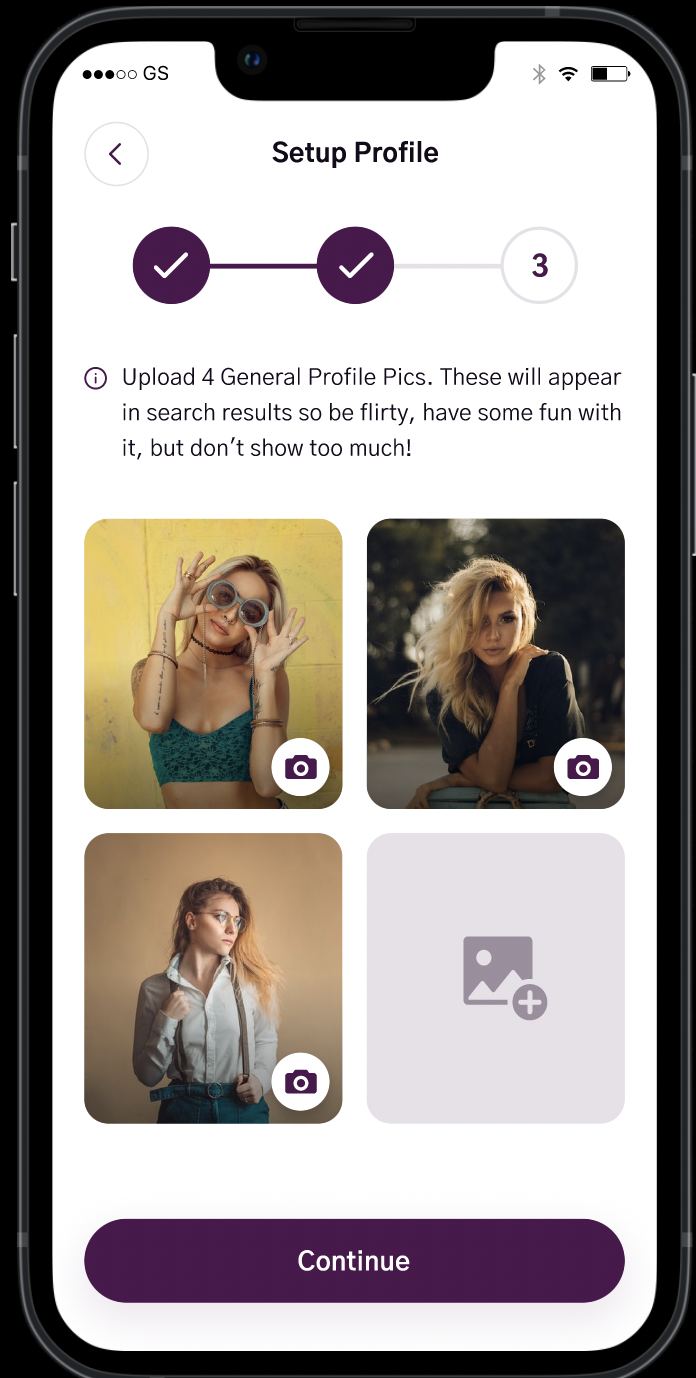 GS
Setup Profile
3
Upload 4 General Profile Pics. These will appear
in search results so be flirty, have some fun with
it, but don’t show too much!
Continue